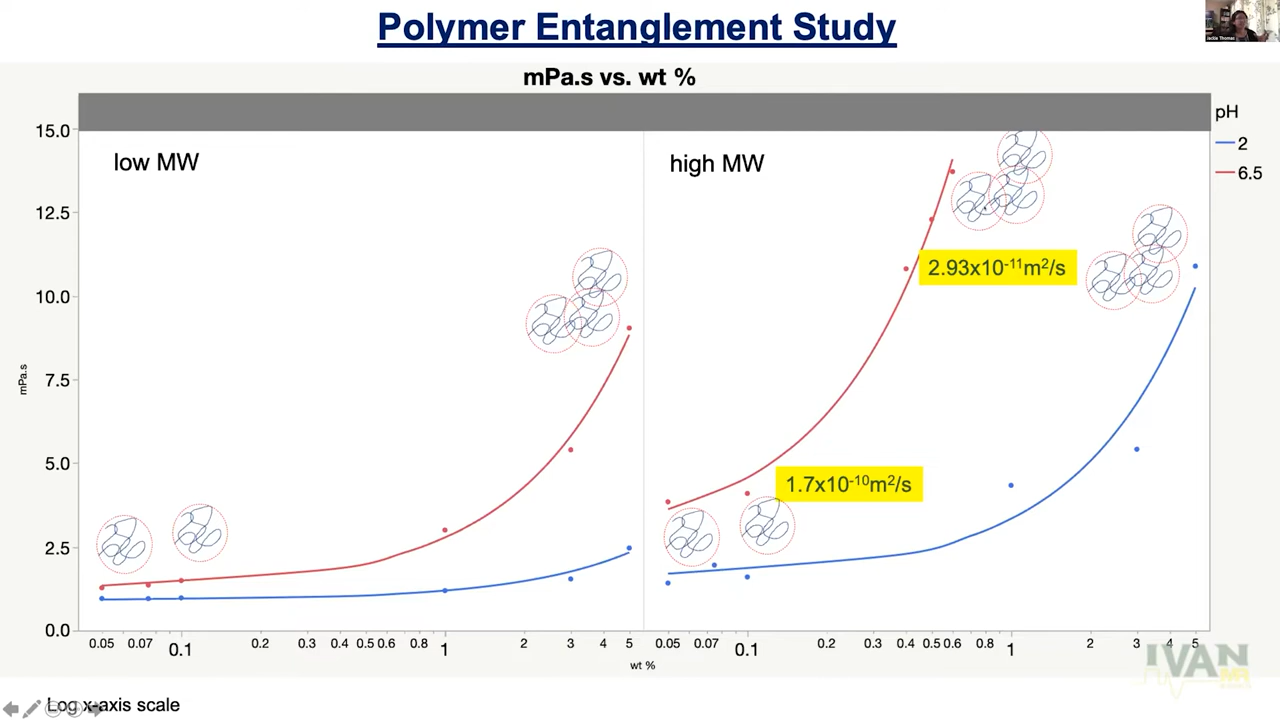 Polymer Entanglement Study
Jackie Thomas
mPa.s vs. wt %
pH
2
6.5
low MW
high MW
15.0
12.5
10.0
7.5
5.0
2.5
0.0
mPa.s
2.93x10⁻¹¹m²/s
1.7x10⁻¹⁰m²/s
0.05 0.07 0.1 0.2 0.3 0.4 0.5 0.6 0.8 1 2 3 4 5
0.05 0.07 0.1 0.2 0.3 0.4 0.5 0.6 0.8 1 2 3 4 5
wt %
IVAN
MR
Log x-axis scale